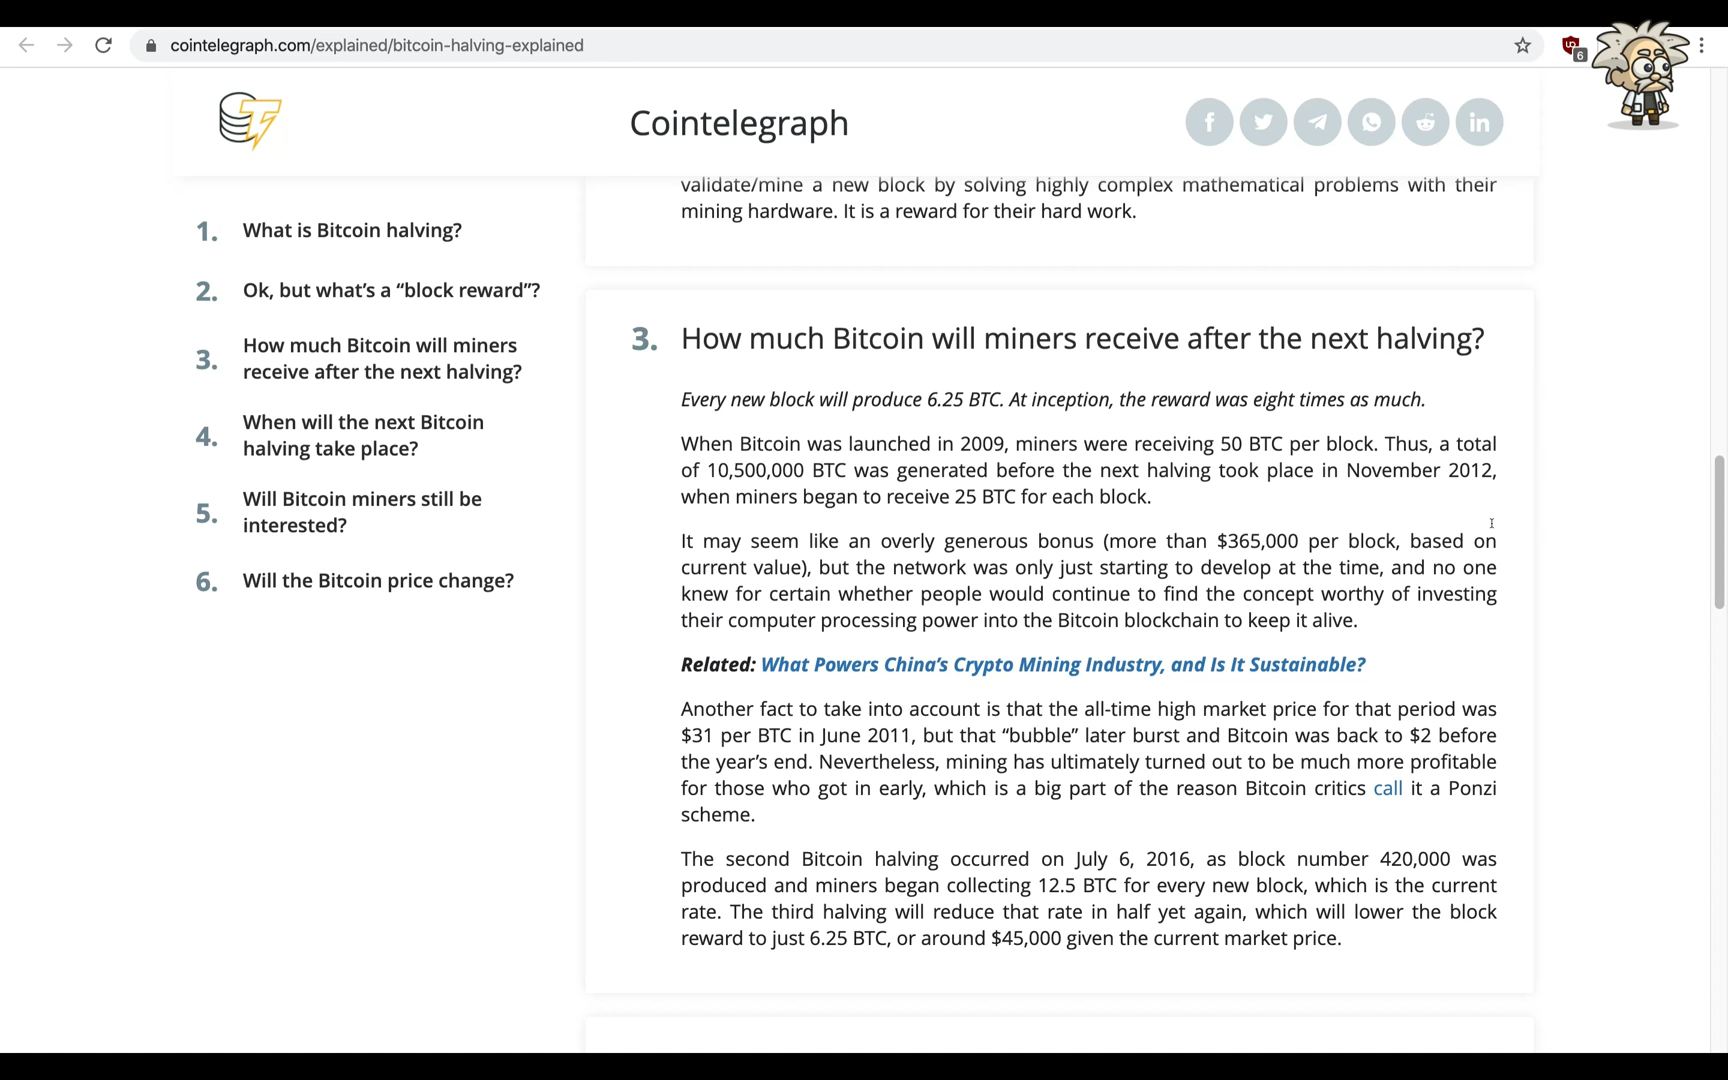 cointelegraph.com/explained/bitcoin-halving-explained
6
Cointelegraph
1. What is Bitcoin halving?
2. Ok, but what's a “block reward”?
3. How much Bitcoin will miners
receive after the next halving?
4. When will the next Bitcoin
halving take place?
5. Will Bitcoin miners still be
interested?
6. Will the Bitcoin price change?
validate/mine a new block by solving highly complex mathematical problems with their
mining hardware. It is a reward for their hard work.
3. How much Bitcoin will miners receive after the next halving?
Every new block will produce 6.25 BTC. At inception, the reward was eight times as much.
When Bitcoin was launched in 2009, miners were receiving 50 BTC per block. Thus, a total
of 10,500,000 BTC was generated before the next halving took place in November 2012,
when miners began to receive 25 BTC for each block.
It may seem like an overly generous bonus (more than $365,000 per block, based on
current value), but the network was only just starting to develop at the time, and no one
knew for certain whether people would continue to find the concept worthy of investing
their computer processing power into the Bitcoin blockchain to keep it alive.
Related: What Powers China's Crypto Mining Industry, and Is It Sustainable?
Another fact to take into account is that the all-time high market price for that period was
$31 per BTC in June 2011, but that “bubble” later burst and Bitcoin was back to $2 before
the year's end. Nevertheless, mining has ultimately turned out to be much more profitable
for those who got in early, which is a big part of the reason Bitcoin critics call it a Ponzi
scheme.
The second Bitcoin halving occurred on July 6, 2016, as block number 420,000 was
produced and miners began collecting 12.5 BTC for every new block, which is the current
rate. The third halving will reduce that rate in half yet again, which will lower the block
reward to just 6.25 BTC, or around $45,000 given the current market price.